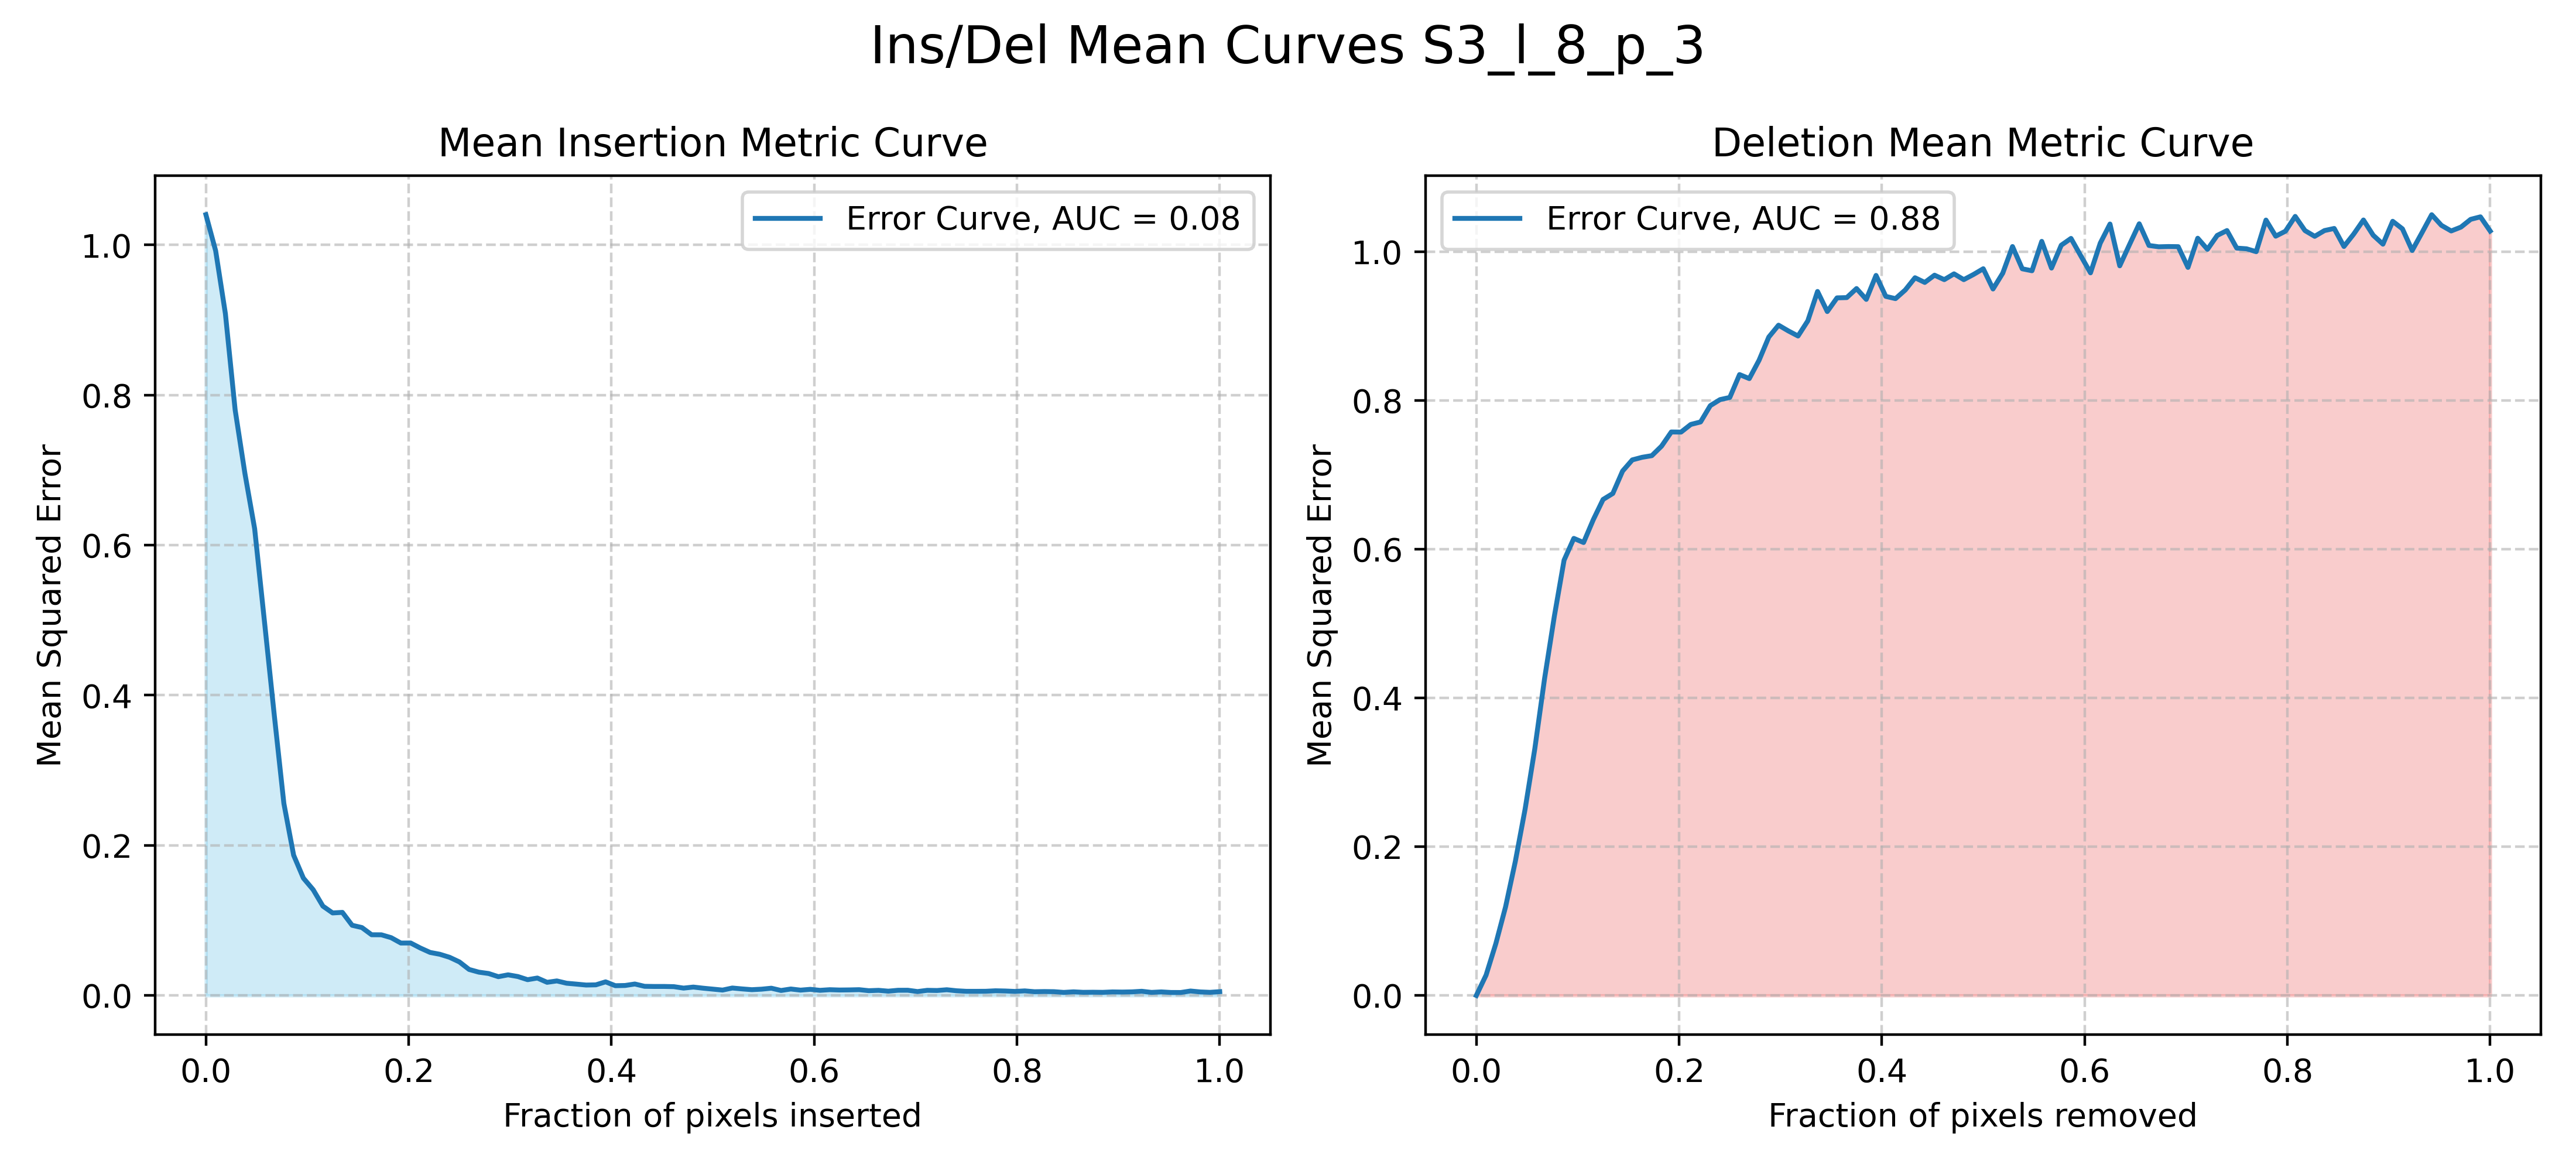 Ins/Del Mean Curves S3_l_8_p_3
Mean Insertion Metric Curve
Error Curve, AUC = 0.08
Mean Squared Error
1.0
0.8
0.6
0.4
0.2
0.0
0.0 0.2 0.4 0.6 0.8 1.0
Fraction of pixels inserted
Deletion Mean Metric Curve
Error Curve, AUC = 0.88
Mean Squared Error
1.0
0.8
0.6
0.4
0.2
0.0
0.0 0.2 0.4 0.6 0.8 1.0
Fraction of pixels removed